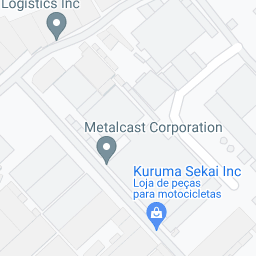 Logistics Inc
Metalcast Corporation
Kuruma Sekai Inc
Loja de peças
para motocicletas